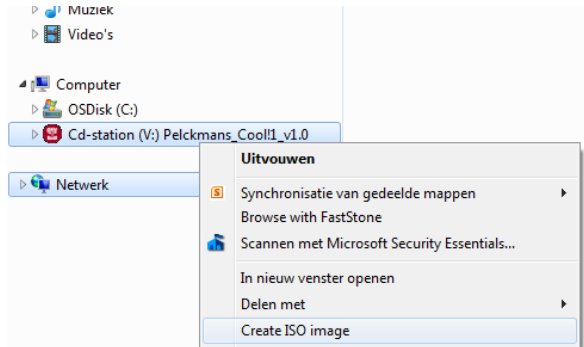 Muziek
Video's
Computer
OSDisk (C:)
Cd-station (V:) Pelckmans_Cool!1_v1.0
Netwerk
Uitvouwen
S
Synchronisatie van gedeelde mappen
Browse with FastStone
Scannen met Microsoft Security Essentials...
In nieuw venster openen
Delen met
Create ISO image